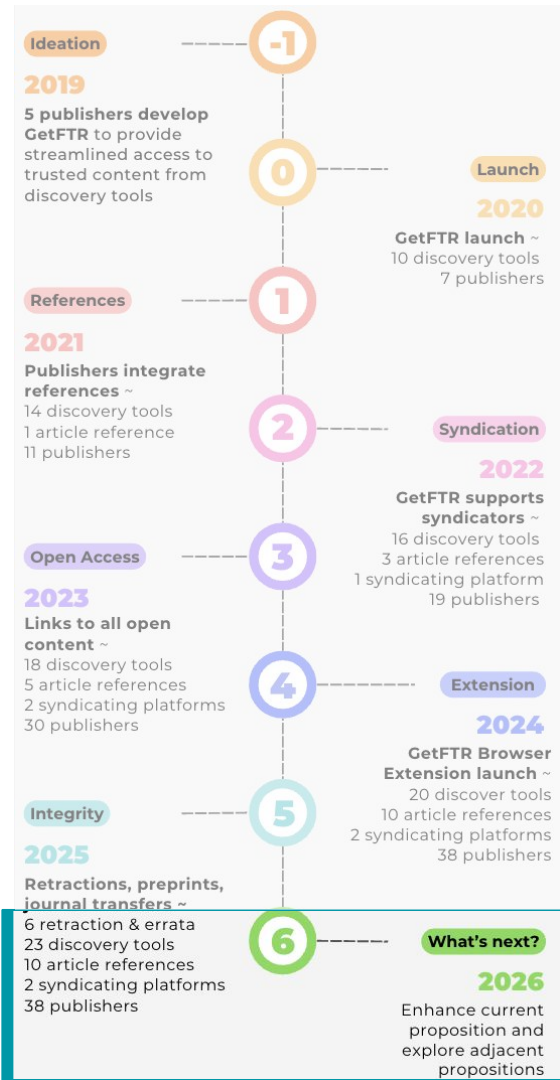 Ideation
-1
2019
5 publishers develop
GetFTR to provide
streamlined access to
trusted content from
discovery tools
0
Launch
2020
GetFTR launch ~
10 discovery tools
7 publishers
References
1
2021
Publishers integrate
references ~
14 discovery tools
1 article reference
11 publishers
2
Syndication
2022
GetFTR supports
syndicators ~
16 discovery tools
3 article references
1 syndicating platform
19 publishers
Open Access
3
2023
Links to all open
content ~
18 discovery tools
5 article references
2 syndicating platforms
30 publishers
4
Extension
2024
GetFTR Browser
Extension launch ~
20 discover tools
10 article references
2 syndicating platforms
38 publishers
Integrity
5
2025
Retractions, preprints,
journal transfers ~
6 retraction & errata
23 discovery tools
10 article references
2 syndicating platforms
38 publishers
6
What's next?
2026
Enhance current
proposition and
explore adjacent
propositions